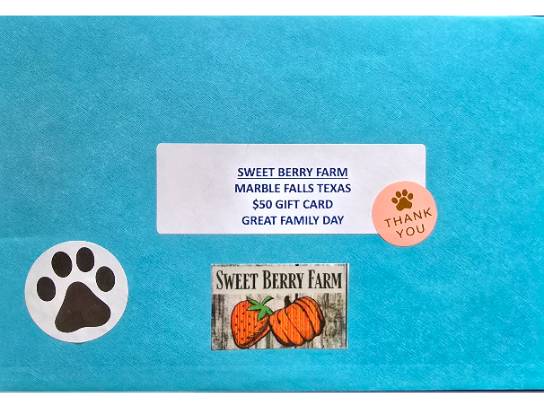 SWEET BERRY FARM
MARBLE FALLS TEXAS
$50 GIFT CARD
GREAT FAMILY DAY
THANK
YOU
SWEET BERRY FARM